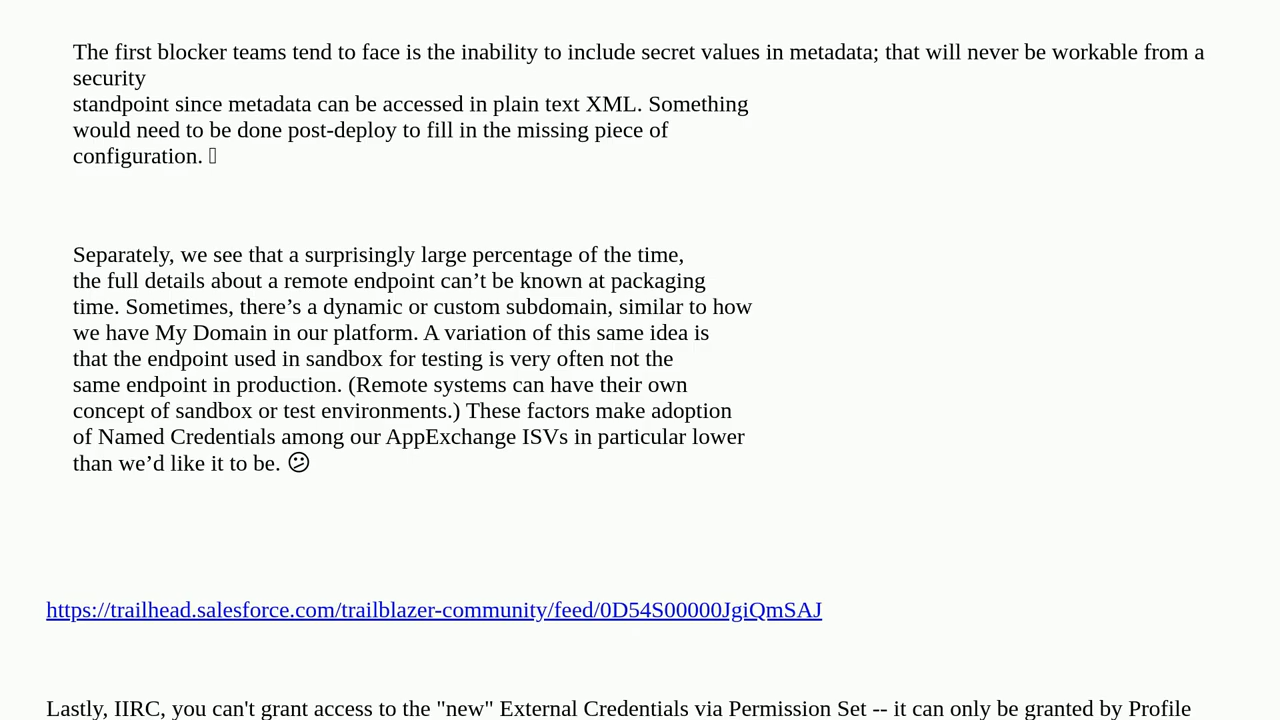 The first blocker teams tend to face is the inability to include secret values in metadata; that will never be workable from a
security
standpoint since metadata can be accessed in plain text XML. Something
would need to be done post-deploy to fill in the missing piece of
configuration. 
Separately, we see that a surprisingly large percentage of the time,
the full details about a remote endpoint can’t be known at packaging
time. Sometimes, there’s a dynamic or custom subdomain, similar to how
we have My Domain in our platform. A variation of this same idea is
that the endpoint used in sandbox for testing is very often not the
same endpoint in production. (Remote systems can have their own
concept of sandbox or test environments.) These factors make adoption
of Named Credentials among our AppExchange ISVs in particular lower
than we’d like it to be. 🫤
https://trailhead.salesforce.com/trailblazer-community/feed/0D54S00000JgiQmSAJ
Lastly, IIRC, you can't grant access to the "new" External Credentials via Permission Set -- it can only be granted by Profile